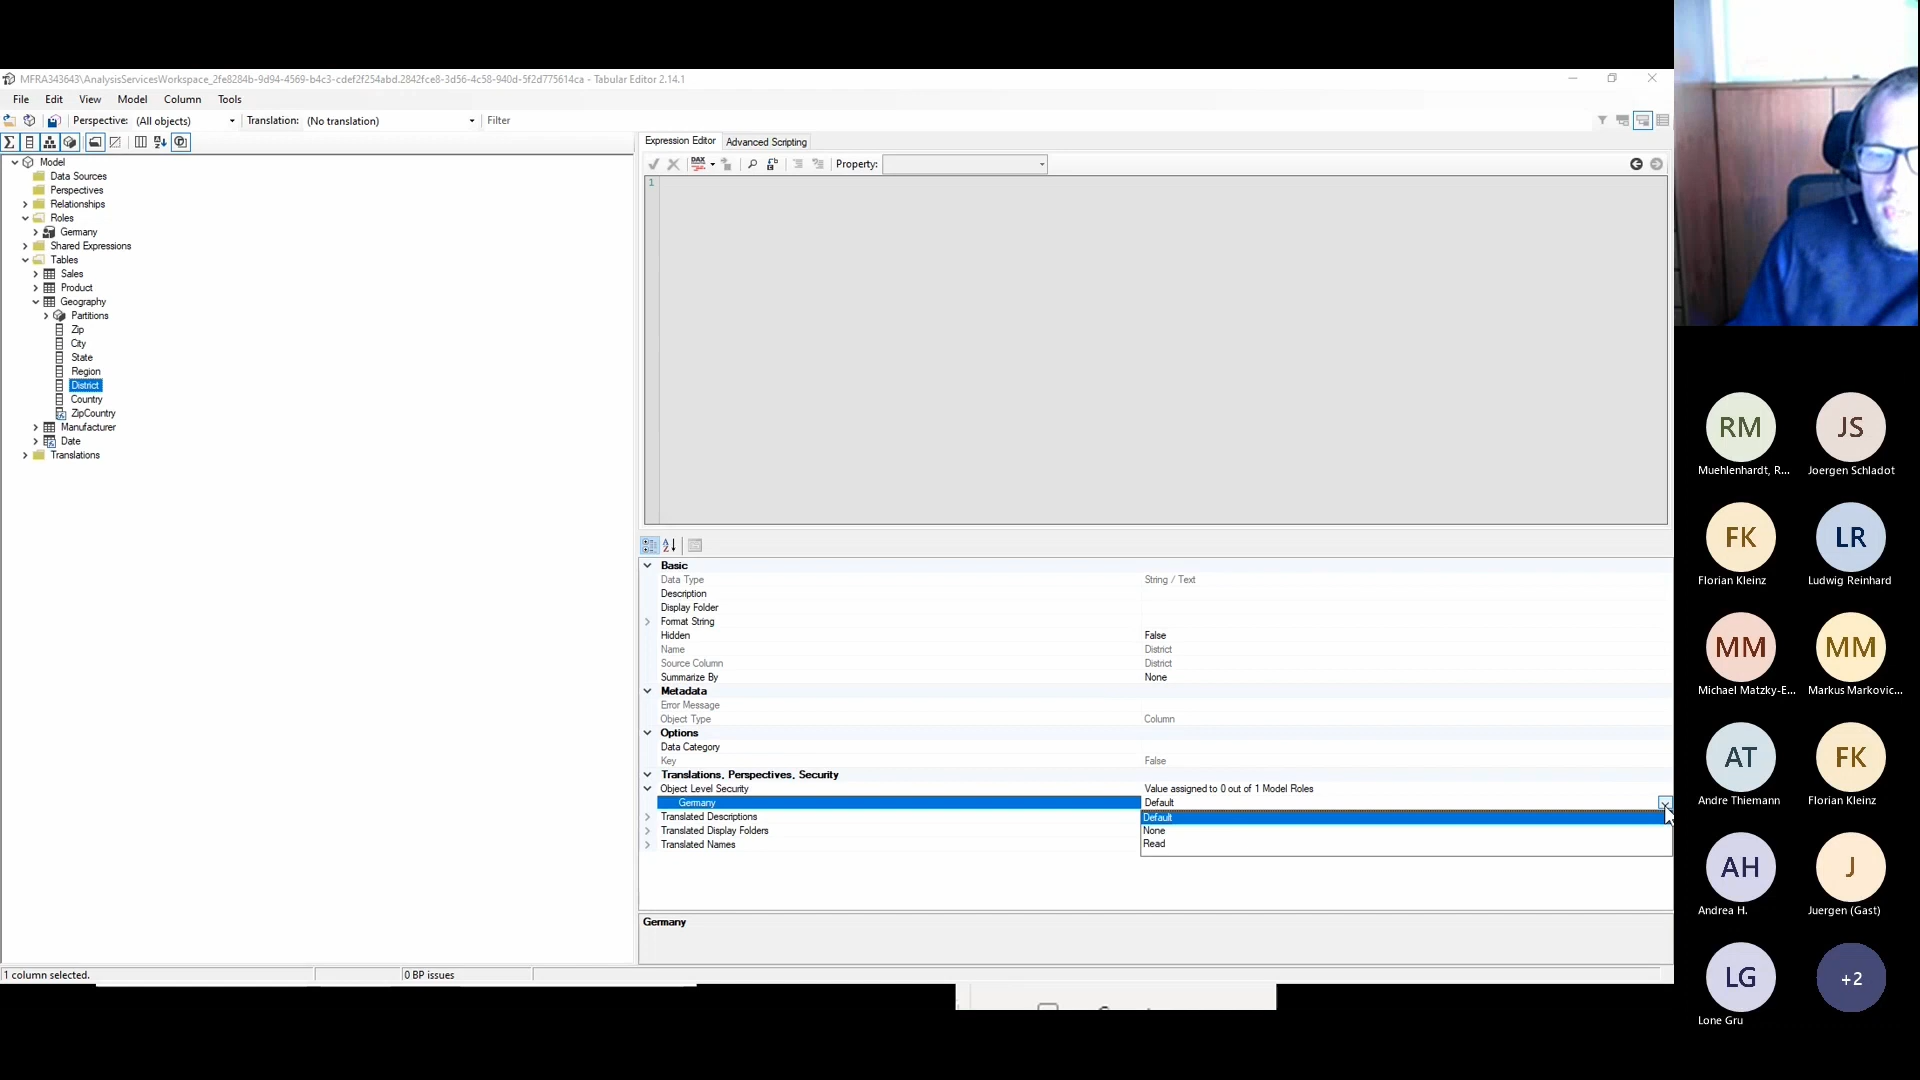 MFRA343643\AnalysisServicesWorkspace_2fe8284b-9d94-4569-b4c3-cdef2f254abd.2842fce8-3d56-4c58-940d-5f2d775614ca - Tabular Editor 2.14.1
File Edit View Model Column Tools
Perspective: (All objects) Translation: (No translation) Filter
Expression Editor Advanced Scripting
DAX Property:
1
Model
Data Sources
Perspectives
Relationships
Roles
Germany
Shared Expressions
Tables
Sales
Product
Geography
Partitions
Zip
City
State
Region
District
Country
ZipCountry
Manufacturer
Date
Translations
Basic
Data Type String / Text
Description
Display Folder
Format String
Hidden False
Name District
Source Column District
Summarize By None
Metadata
Error Message
Object Type Column
Options
Data Category
Key False
Translations, Perspectives, Security
Object Level Security Value assigned to 0 out of 1 Model Roles
Germany Default
Translated Descriptions Default
Translated Display Folders None
Translated Names Read
Germany
1 column selected. 0 BP issues
RM JS
Muehlenhardt, R... Joergen Schladot
FK LR
Florian Kleinz Ludwig Reinhard
MM MM
Michael Matzky-E... Markus Markovic...
AT FK
Andre Thiemann Florian Kleinz
AH J
Andrea H. Juergen (Gast)
LG +2
Lone Gru